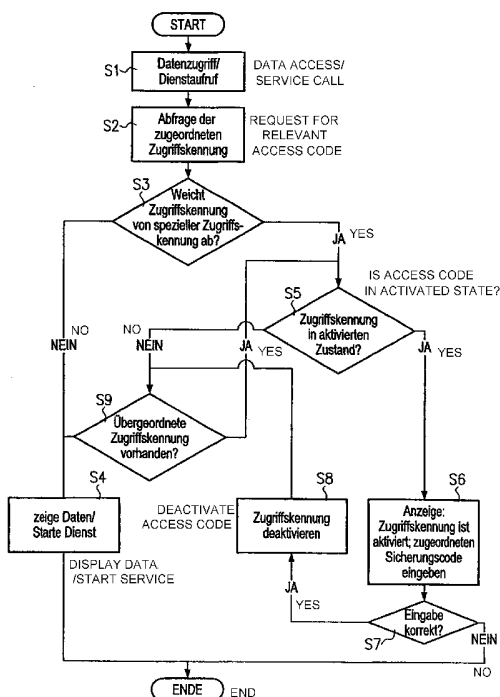 START
S1
Datenzugriff/
Dienstaufruf
DATA ACCESS/
SERVICE CALL
S2
Abfrage der
zugeordneten
Zugriffskennung
REQUEST FOR
RELEVANT
ACCESS CODE
S3
Weicht
Zugriffskennung
von spezieller Zugriffs-
kennung ab?
JA YES
IS ACCESS CODE
IN ACTIVATED STATE?
S5
Zugriffskennung
in aktivierten
Zustand?
NO
NEIN
NO
NEIN
JA YES
JA YES
S9
Übergeordnete
Zugriffskennung
vorhanden?
S4
zeige Daten/
Starte Dienst
DISPLAY DATA
/START SERVICE
DEACTIVATE
ACCESS CODE
S8
Zugriffskennung
deaktivieren
S6
Anzeige:
Zugriffskennung ist
aktiviert; zugeordneten
Sicherungscode
eingeben
JA YES
Eingabe
korrekt?
S7
NEIN
NO
ENDE END